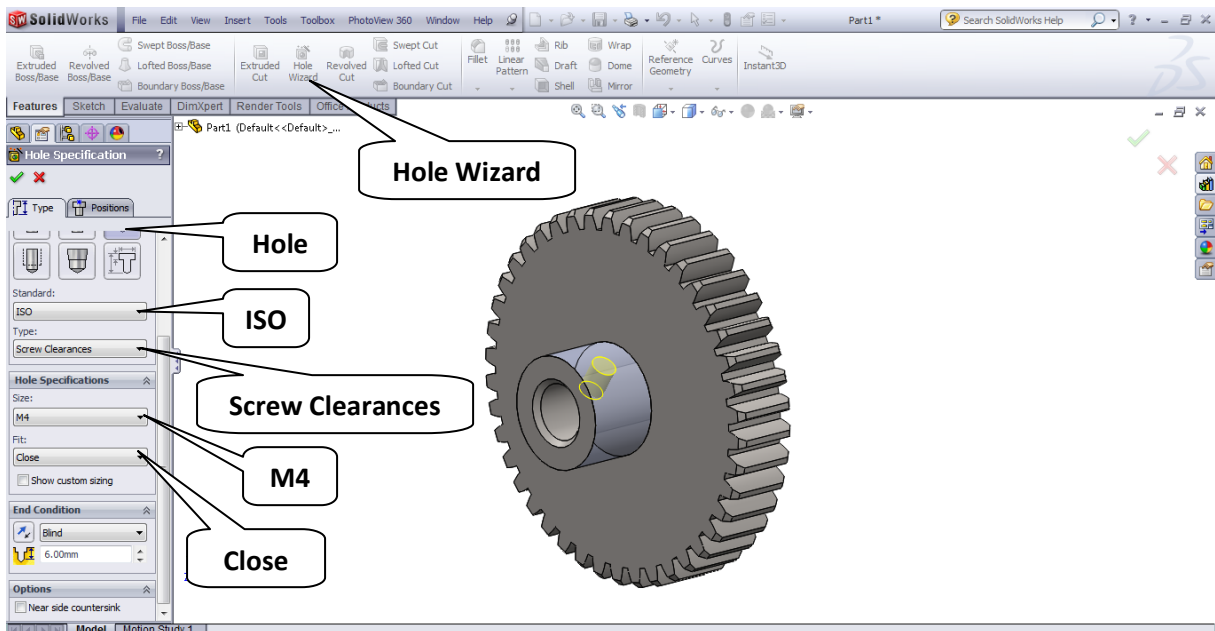 SolidWorks File Edit View Insert Tools Toolbox PhotoView 360 Window Help Part1 * Search SolidWorks Help ?
Extruded Boss/Base
Revolved Boss/Base
Swept Boss/Base
Lofted Boss/Base
Boundary Boss/Base
Extruded Cut
Hole Wizard
Revolved Cut
Swept Cut
Lofted Cut
Boundary Cut
Fillet
Linear Pattern
Rib
Draft
Shell
Wrap
Dome
Mirror
Reference Geometry
Curves
Instant3D
Features Sketch Evaluate DimXpert Render Tools Office
Part1 (Default<<Default>_...
Hole Specification ?
Type Positions
Standard:
ISO
Type:
Screw Clearances
Hole Specifications
Size:
M4
Fit:
Close
Show custom sizing
End Condition
Blind
6.00mm
Options
Near side countersink
Model Motion Study 1
Hole Wizard
Hole
ISO
Screw Clearances
M4
Close